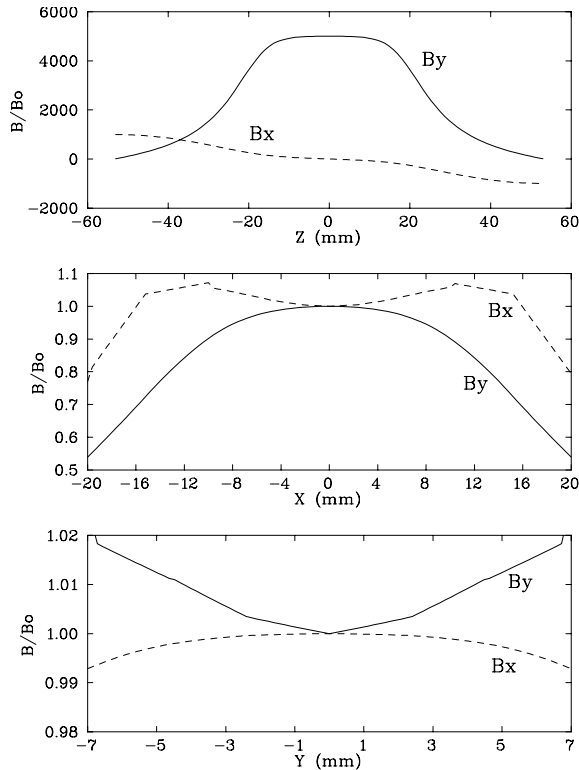 6000
4000
2000
0
−2000
B/Bo
By
Bx
−60 −40 −20 0 20 40 60
Z (mm)
1.1
1.0
0.9
0.8
0.7
0.6
0.5
B/Bo
Bx
By
−20 −16 −12 −8 −4 0 4 8 12 16 20
X (mm)
1.02
1.01
1.00
0.99
0.98
B/Bo
By
Bx
−7 −5 −3 −1 1 3 5 7
Y (mm)